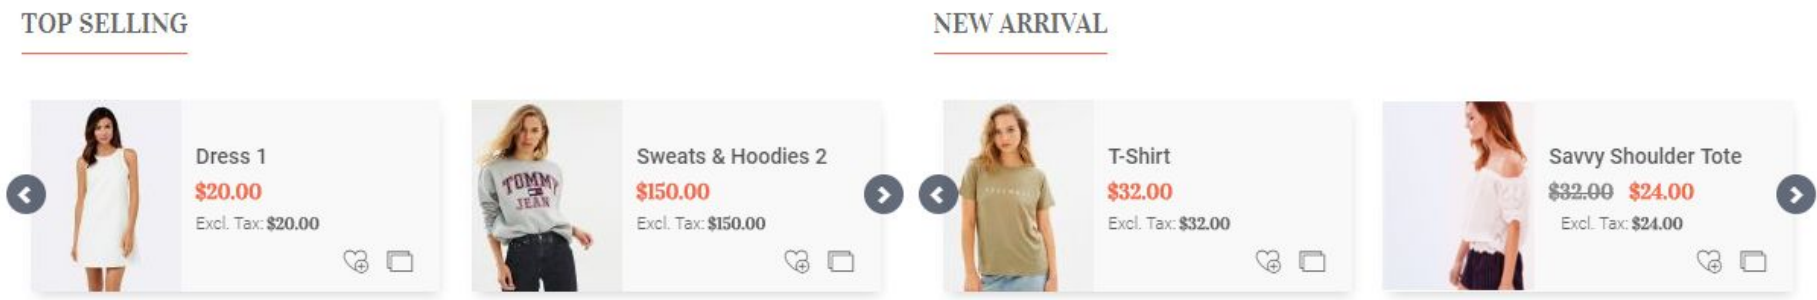 TOP SELLING
Dress 1
$20.00
Excl. Tax: $20.00
TOMMY
JEAN
Sweats & Hoodies 2
$150.00
Excl. Tax: $150.00
NEW ARRIVAL
T-Shirt
$32.00
Excl. Tax: $32.00
Savvy Shoulder Tote
$32.00 $24.00
Excl. Tax: $24.00